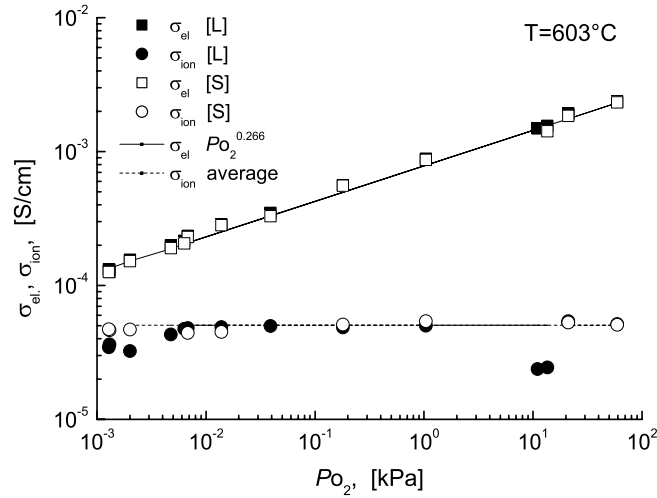 10⁻²
T=603°C
σel [L]
σion [L]
σel [S]
σion [S]
σel Po₂^0.266
σion average
10⁻³
σel, σion, [S/cm]
10⁻⁴
10⁻⁵
10⁻³ 10⁻² 10⁻¹ 10⁰ 10¹ 10²
Po₂, [kPa]